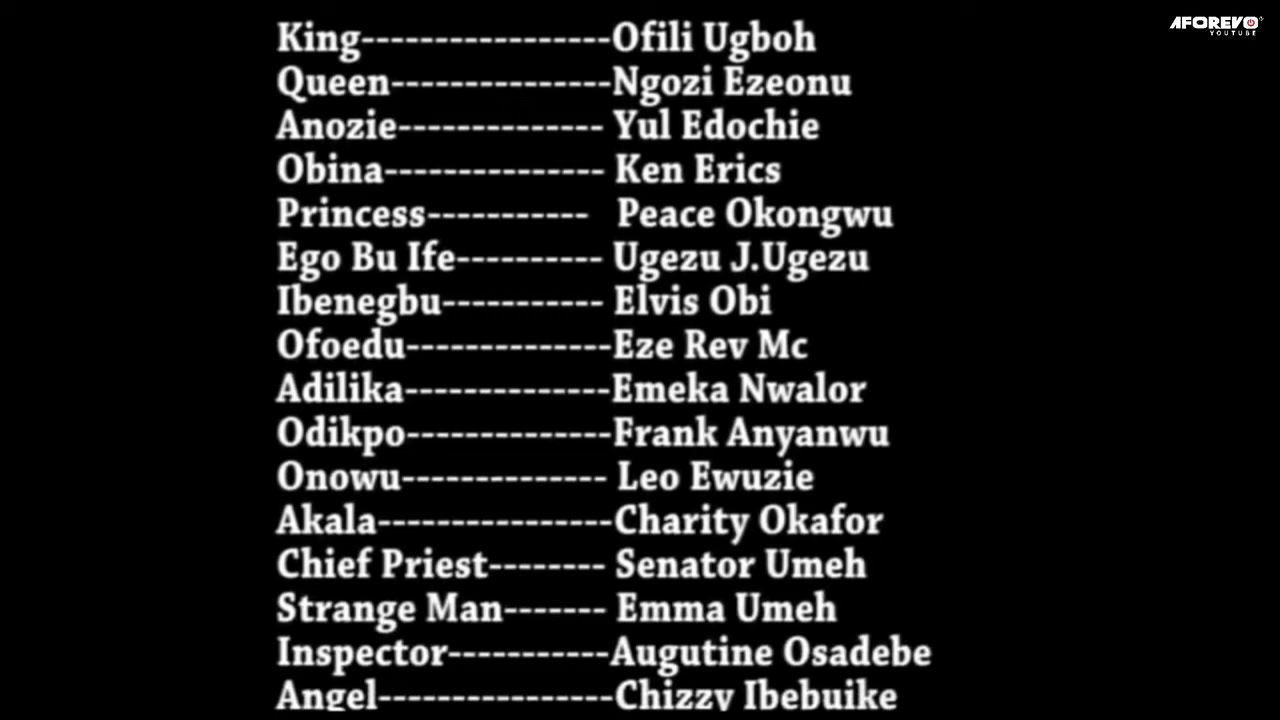 AFOREVO
YOUTUBE
King-----------------Ofili Ugboh
Queen---------------Ngozi Ezeonu
Anozie-------------- Yul Edochie
Obina--------------- Ken Erics
Princess----------- Peace Okongwu
Ego Bu Ife---------- Ugezu J.Ugezu
Ibenegbu----------- Elvis Obi
Ofoedu--------------Eze Rev Mc
Adilika--------------Emeka Nwalor
Odikpo--------------Frank Anyanwu
Onowu-------------- Leo Ewuzie
Akala----------------Charity Okafor
Chief Priest-------- Senator Umeh
Strange Man------- Emma Umeh
Inspector-----------Augutine Osadebe
Angel----------------Chizzy Ibebuike